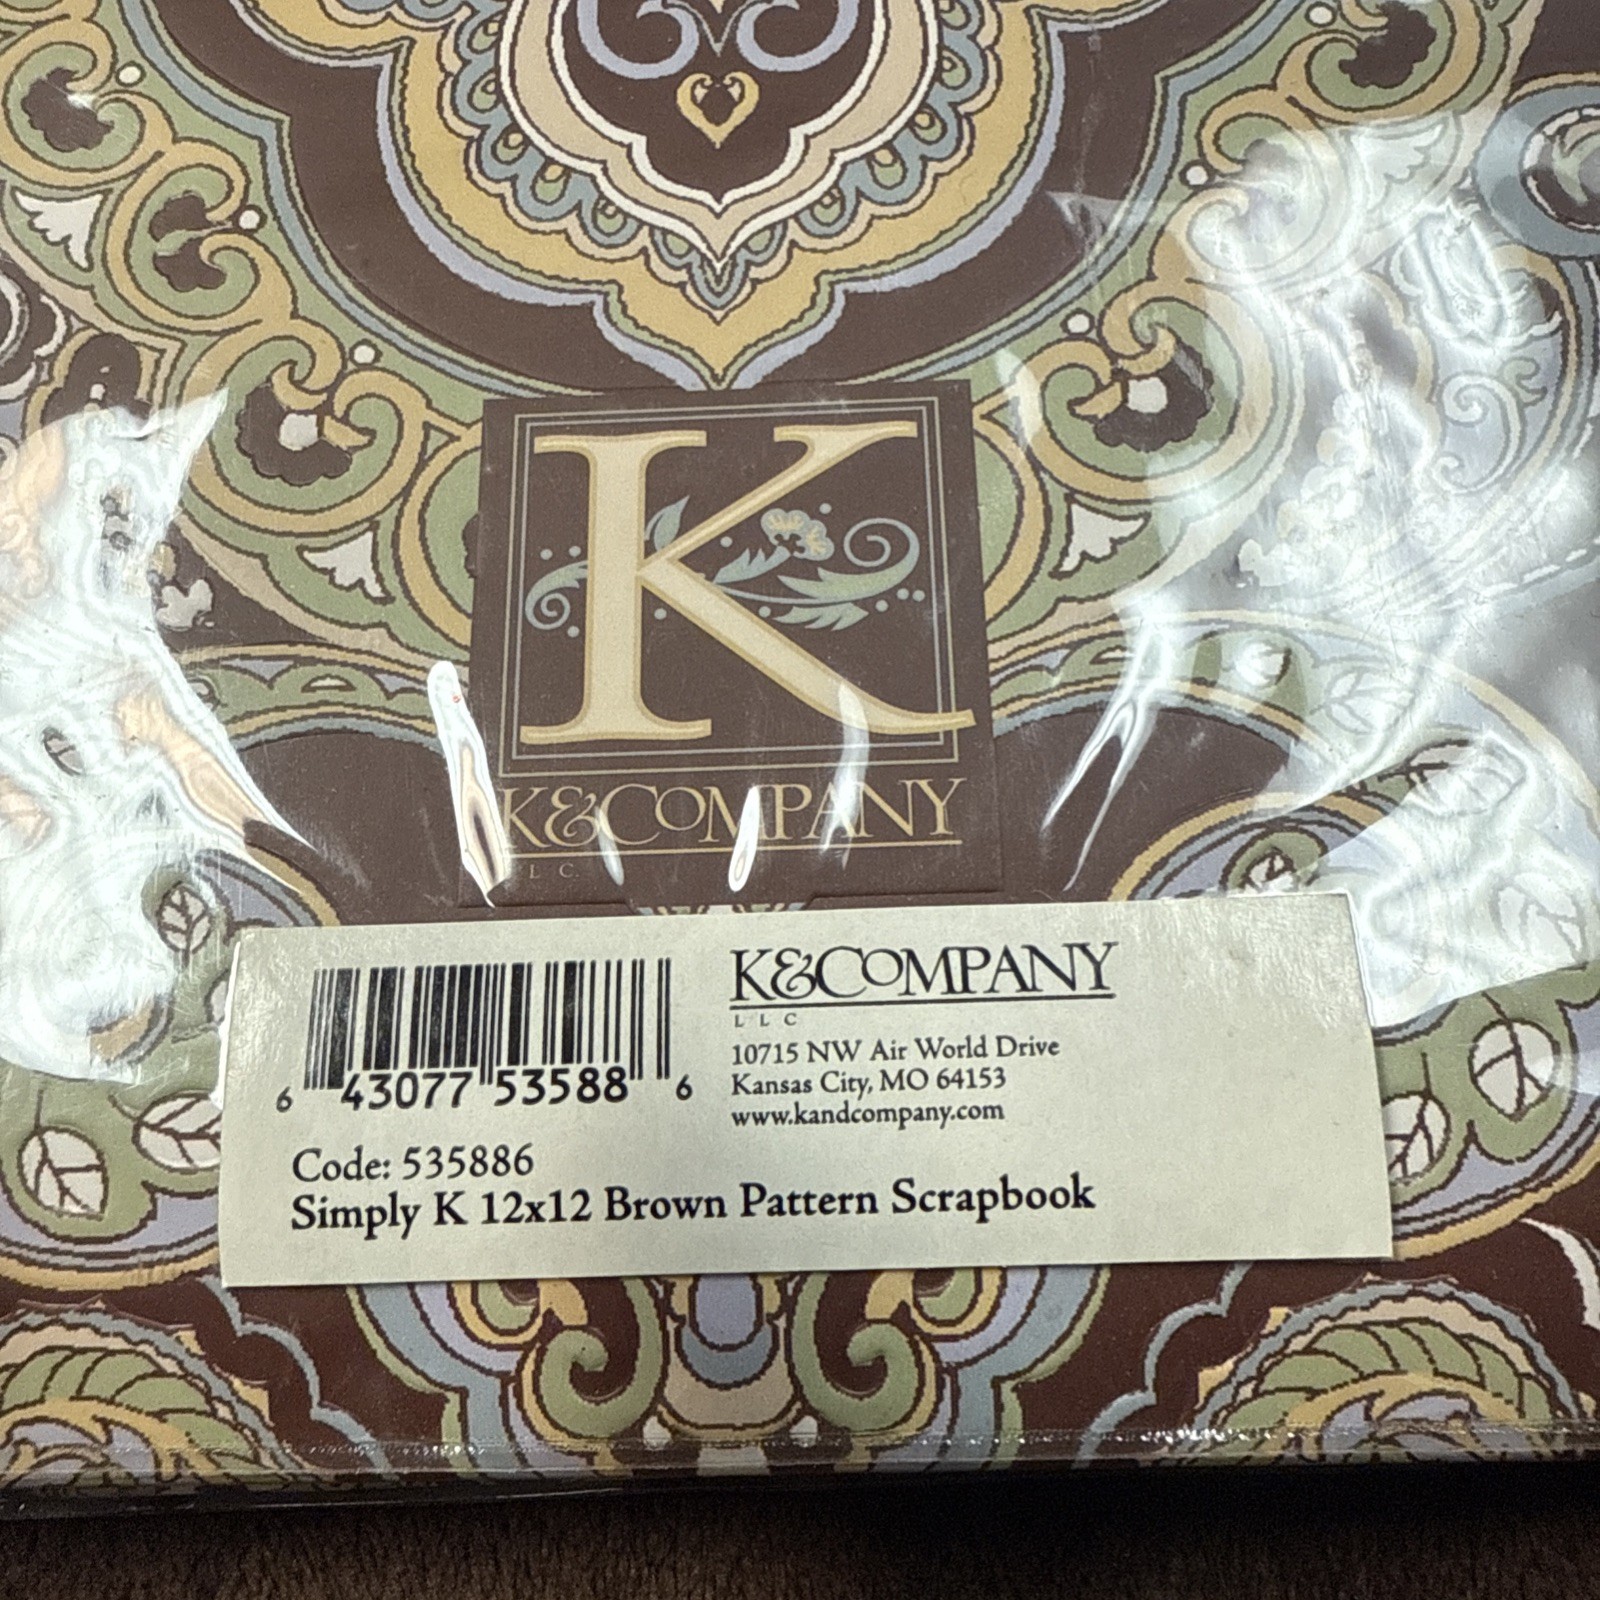 K
K&COMPANY
LLC
K&COMPANY
LLC
10715 NW Air World Drive
Kansas City, MO 64153
www.kandcompany.com
6 43077 53588 6
Code: 535886
Simply K 12x12 Brown Pattern Scrapbook